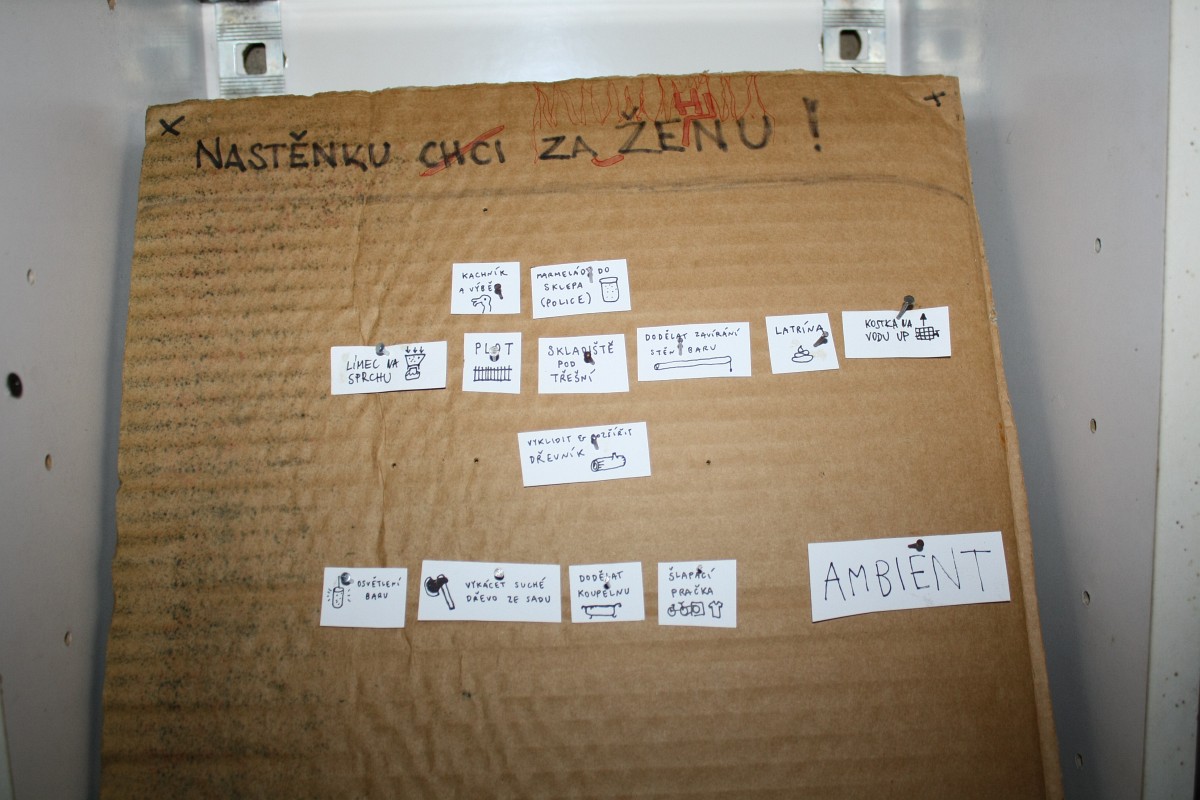 NASTĚNKU CHCI ZA ŽENU !
KACHNÍK
A VÝBĚH
MARMELÁDY DO
SKLEPA
(POLICE)
LÍMEC NA
SPRCHU
PLOT
SKLADIŠTĚ
POD
TŘEŠNÍ
DODĚLAT ZAVÍRÁNÍ
STĚN BARU
LATRÍNA
KOSTKA NA
VODU UP
VYKLIDIT & ROZŠÍŘIT
DŘEVNÍK
OSVĚTLENÍ
BARU
VYKÁCET SUCHÉ
DŘEVO ZE SADU
DODĚLAT
KOUPELNU
ŠLAPACÍ
PRAČKA
AMBIENT